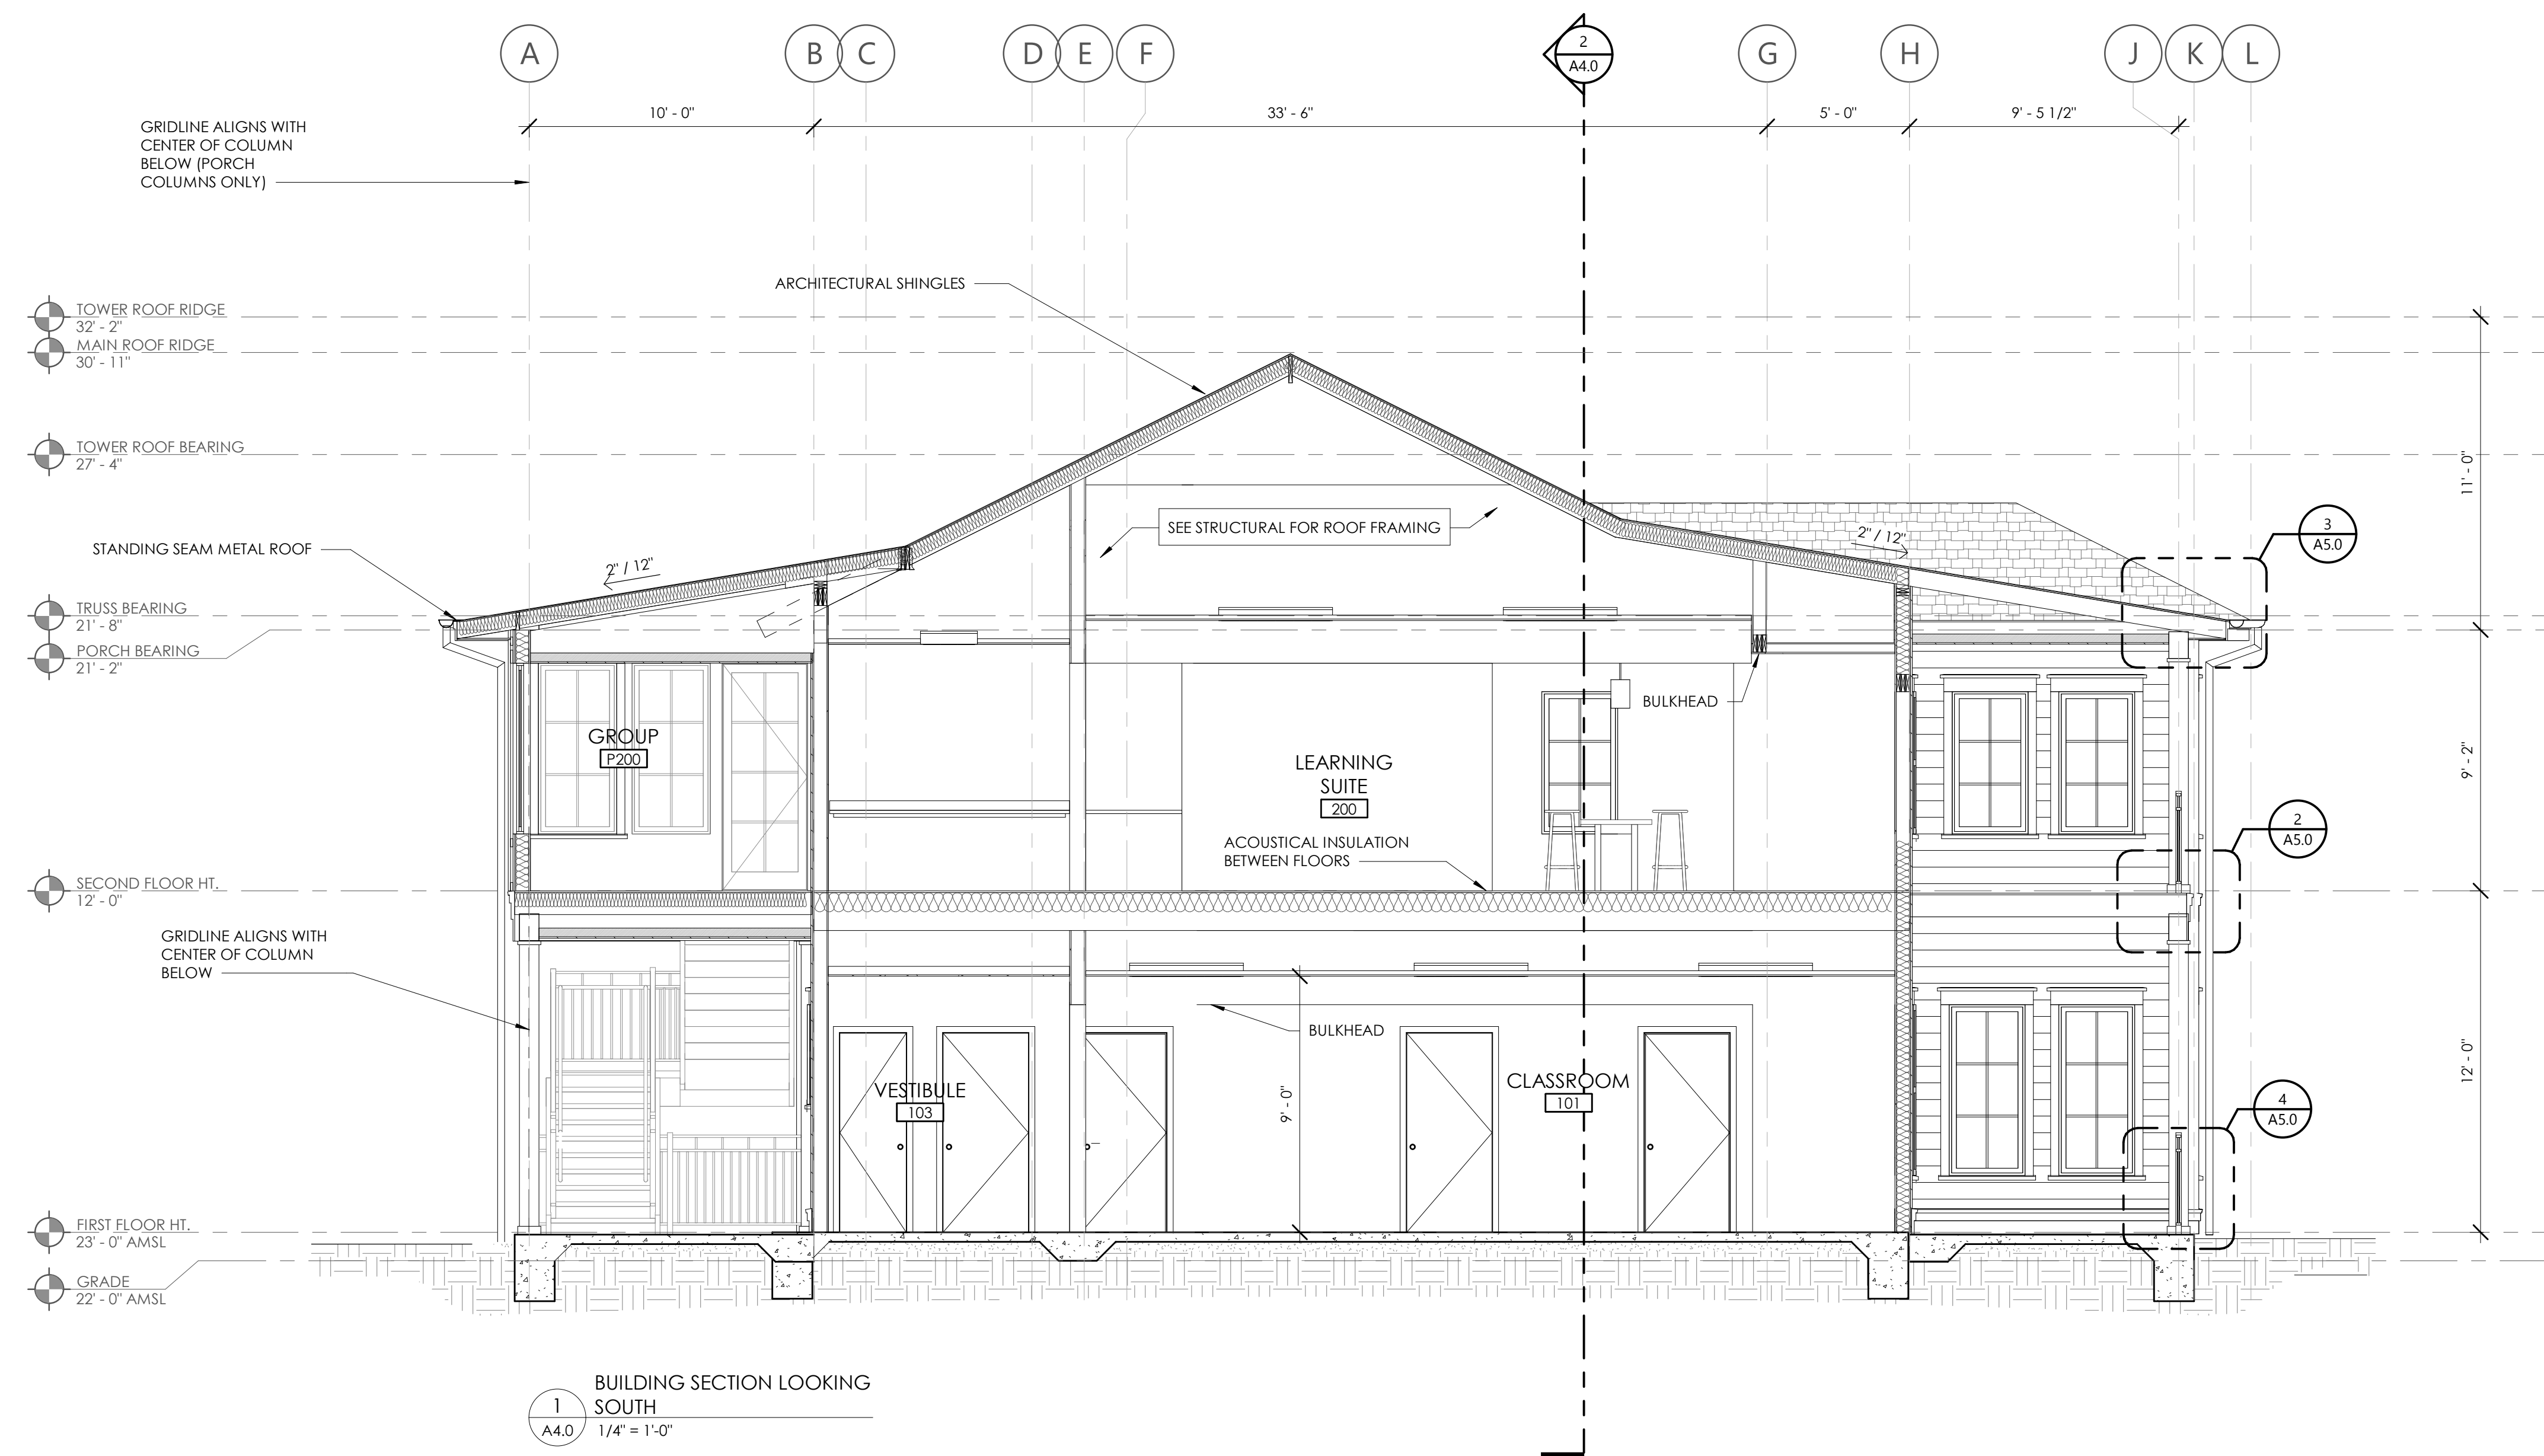 A
B
C
D
E
F
2
A4.0
G
H
J
K
L
10' - 0"
33' - 6"
5' - 0"
9' - 5 1/2"
GRIDLINE ALIGNS WITH
CENTER OF COLUMN
BELOW (PORCH
COLUMNS ONLY)
ARCHITECTURAL SHINGLES
TOWER ROOF RIDGE
32' - 2"
MAIN ROOF RIDGE
30' - 11"
TOWER ROOF BEARING
27' - 4"
11' - 0"
SEE STRUCTURAL FOR ROOF FRAMING
3
A5.0
STANDING SEAM METAL ROOF
2" / 12"
2" / 12"
TRUSS BEARING
21' - 8"
PORCH BEARING
21' - 2"
BULKHEAD
GROUP
P200
LEARNING
SUITE
200
9' - 2"
ACOUSTICAL INSULATION
BETWEEN FLOORS
2
A5.0
SECOND FLOOR HT.
12' - 0"
GRIDLINE ALIGNS WITH
CENTER OF COLUMN
BELOW
BULKHEAD
VESTIBULE
103
9' - 0"
CLASSROOM
101
12' - 0"
4
A5.0
FIRST FLOOR HT.
23' - 0" AMSL
GRADE
22' - 0" AMSL
1
A4.0
BUILDING SECTION LOOKING
SOUTH
1/4" = 1'-0"